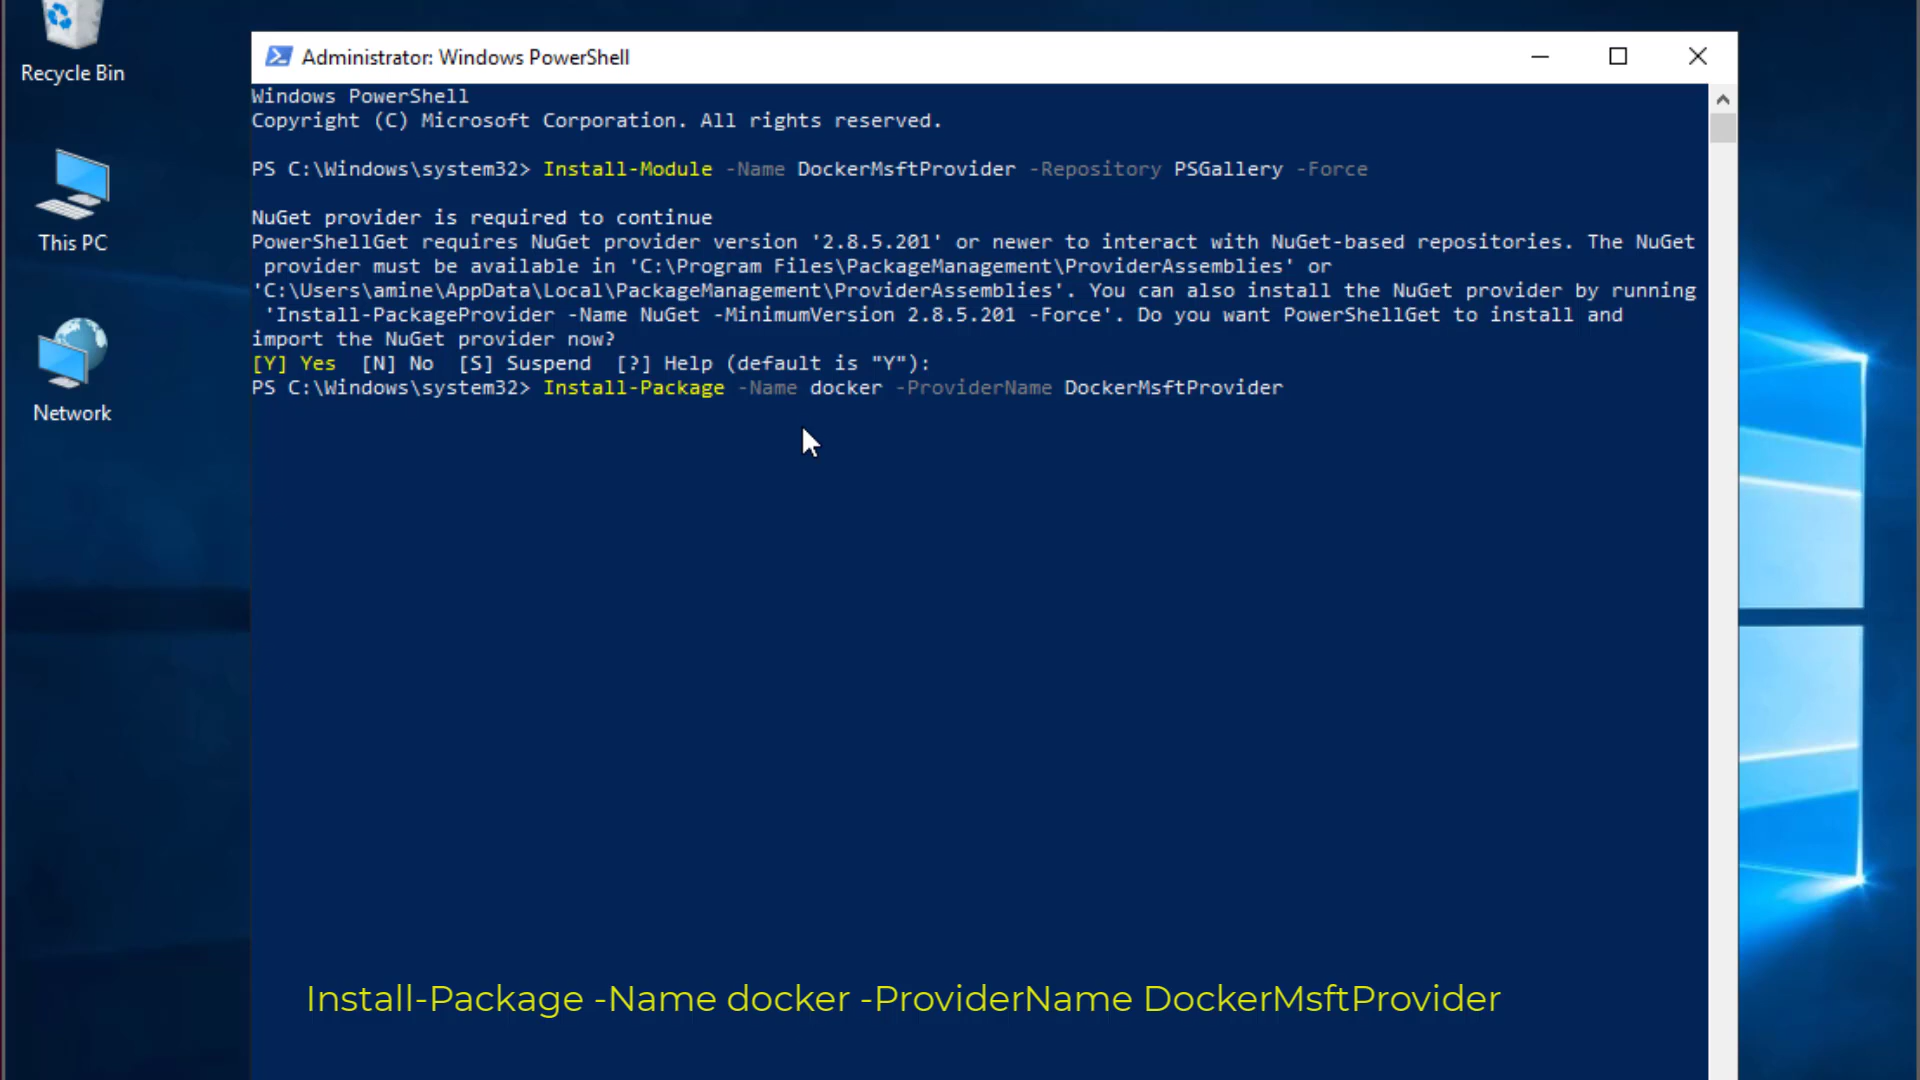 Recycle Bin
This PC
Network
Administrator: Windows PowerShell
Windows PowerShell
Copyright (C) Microsoft Corporation. All rights reserved.
PS C:\Windows\system32> Install-Module -Name DockerMsftProvider -Repository PSGallery -Force
NuGet provider is required to continue
PowerShellGet requires NuGet provider version '2.8.5.201' or newer to interact with NuGet-based repositories. The NuGet
provider must be available in 'C:\Program Files\PackageManagement\ProviderAssemblies' or
'C:\Users\amine\AppData\Local\PackageManagement\ProviderAssemblies'. You can also install the NuGet provider by running
'Install-PackageProvider -Name NuGet -MinimumVersion 2.8.5.201 -Force'. Do you want PowerShellGet to install and
import the NuGet provider now?
[Y] Yes  [N] No  [S] Suspend  [?] Help (default is "Y"):
PS C:\Windows\system32> Install-Package -Name docker -ProviderName DockerMsftProvider
Install-Package -Name docker -ProviderName DockerMsftProvider